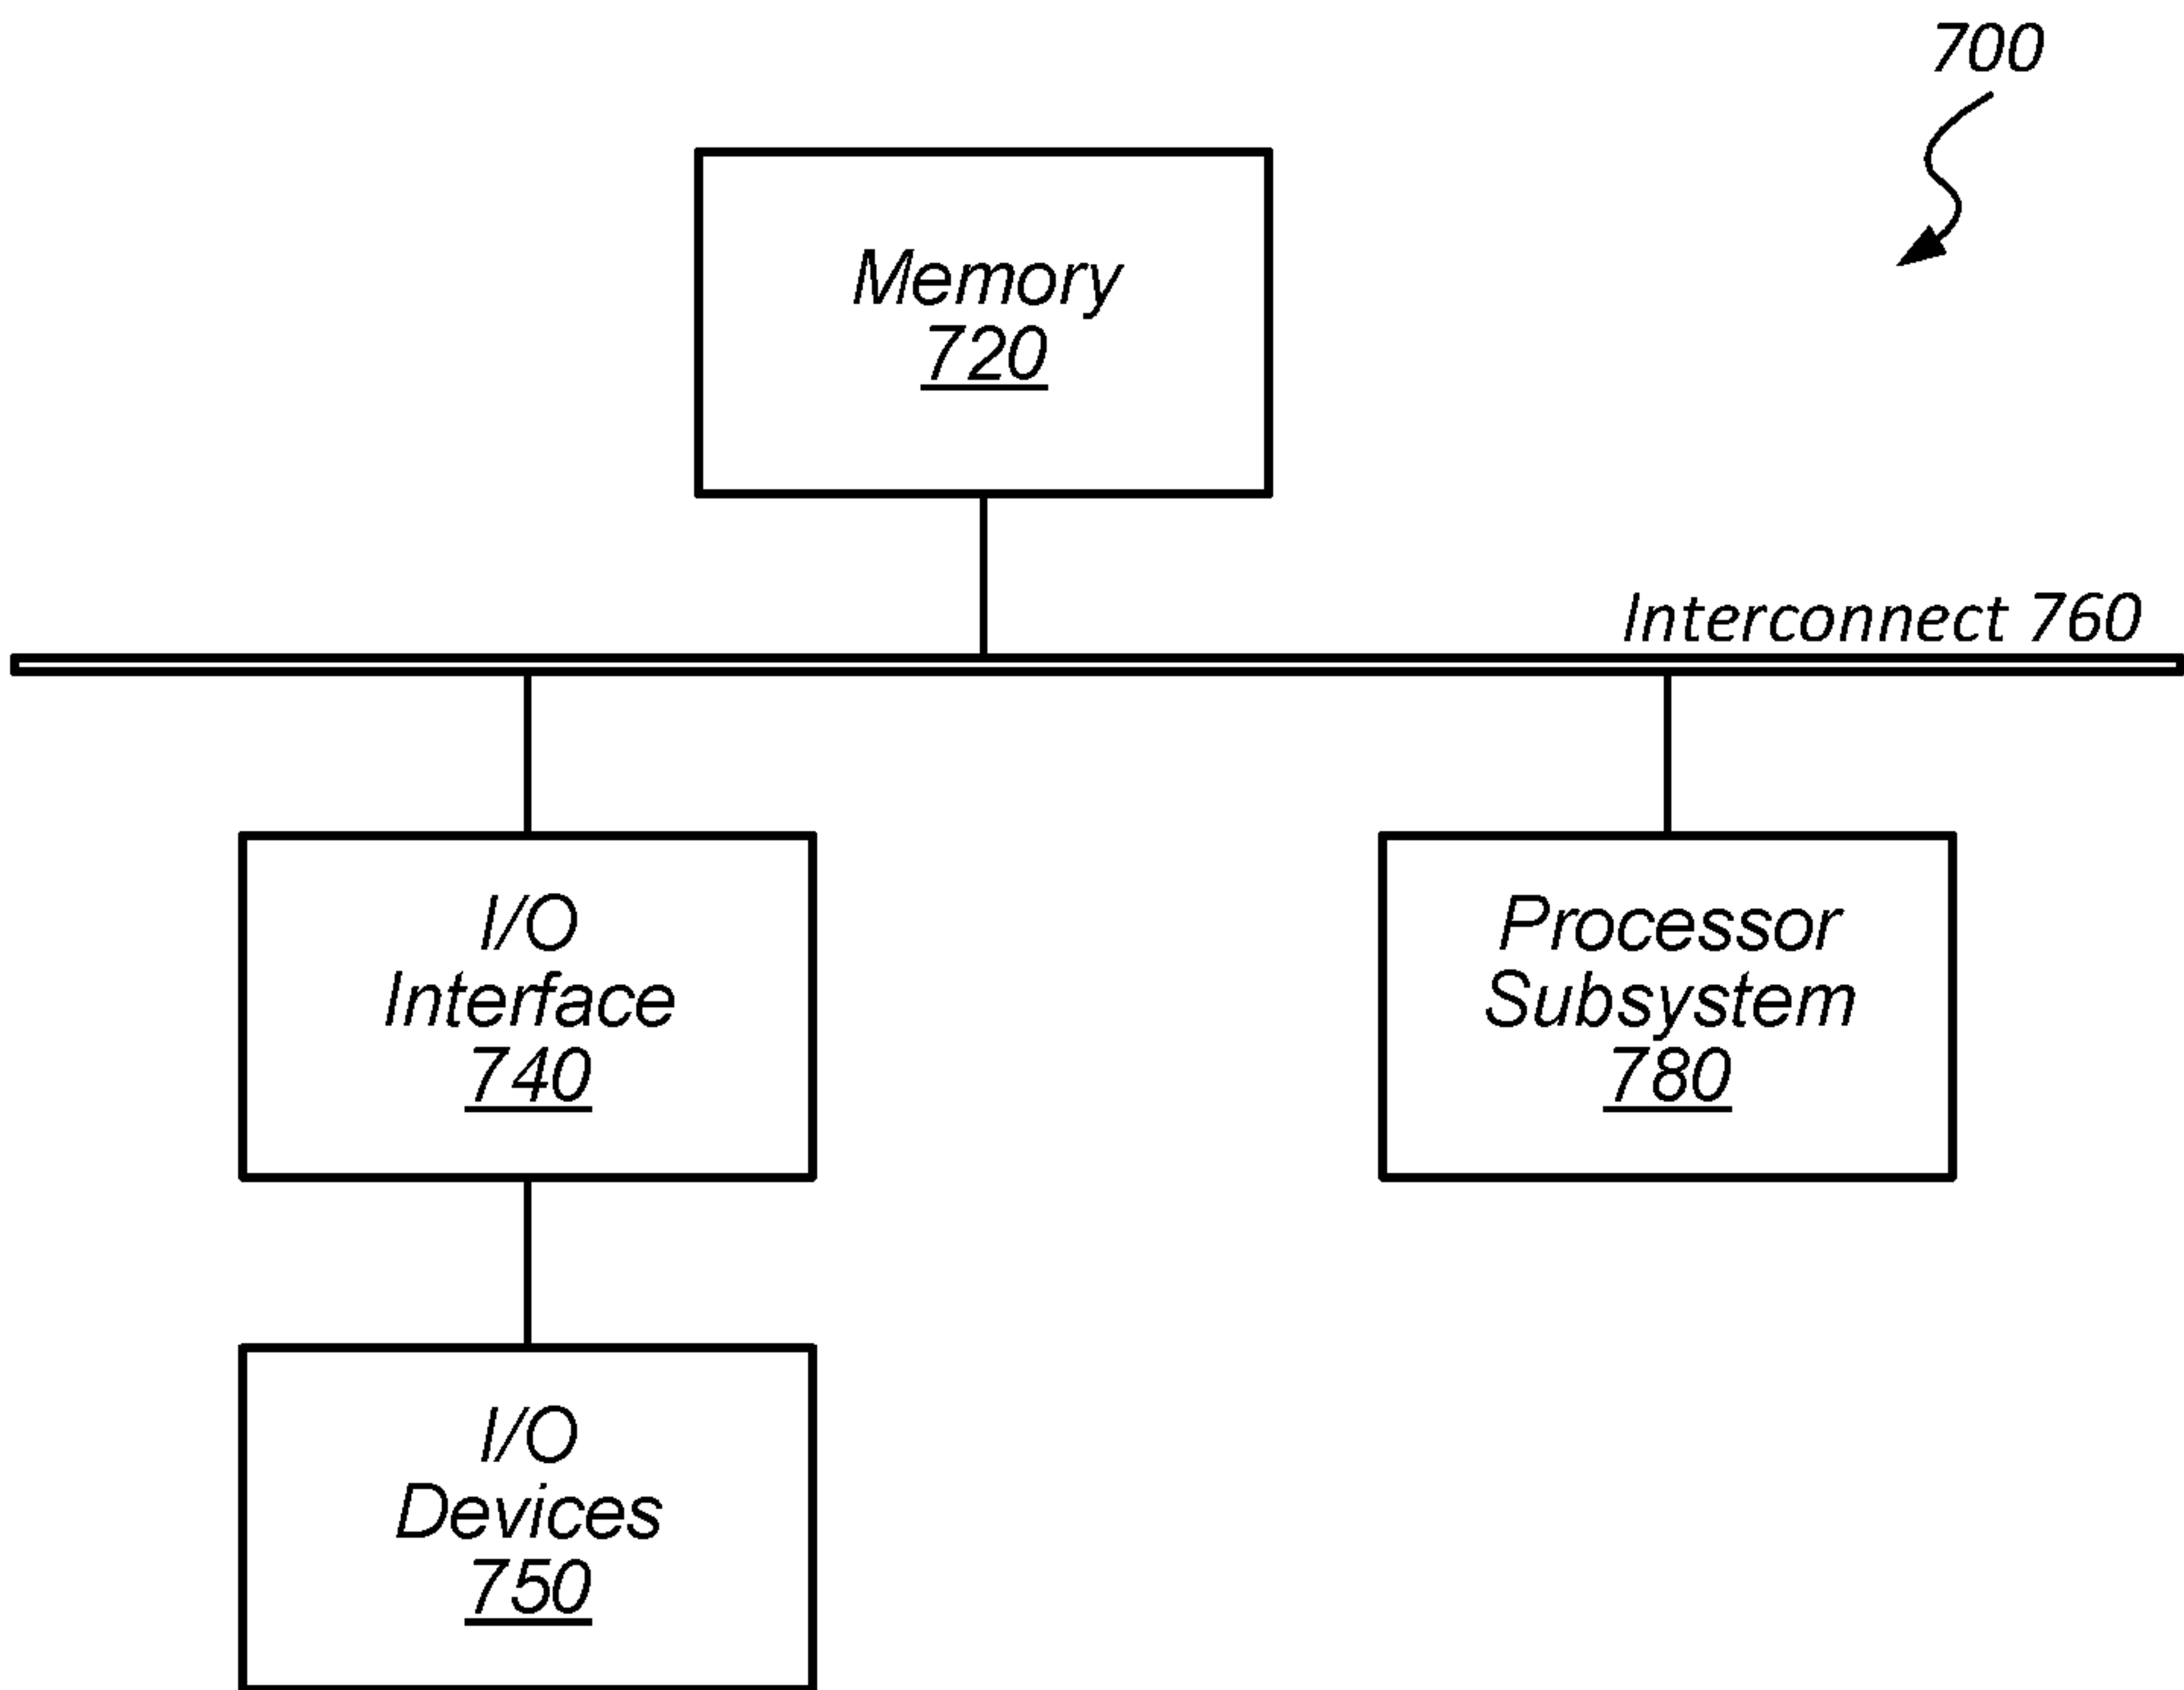 700
Memory
720
Interconnect 760
I/O
Interface
740
Processor
Subsystem
780
I/O
Devices
750